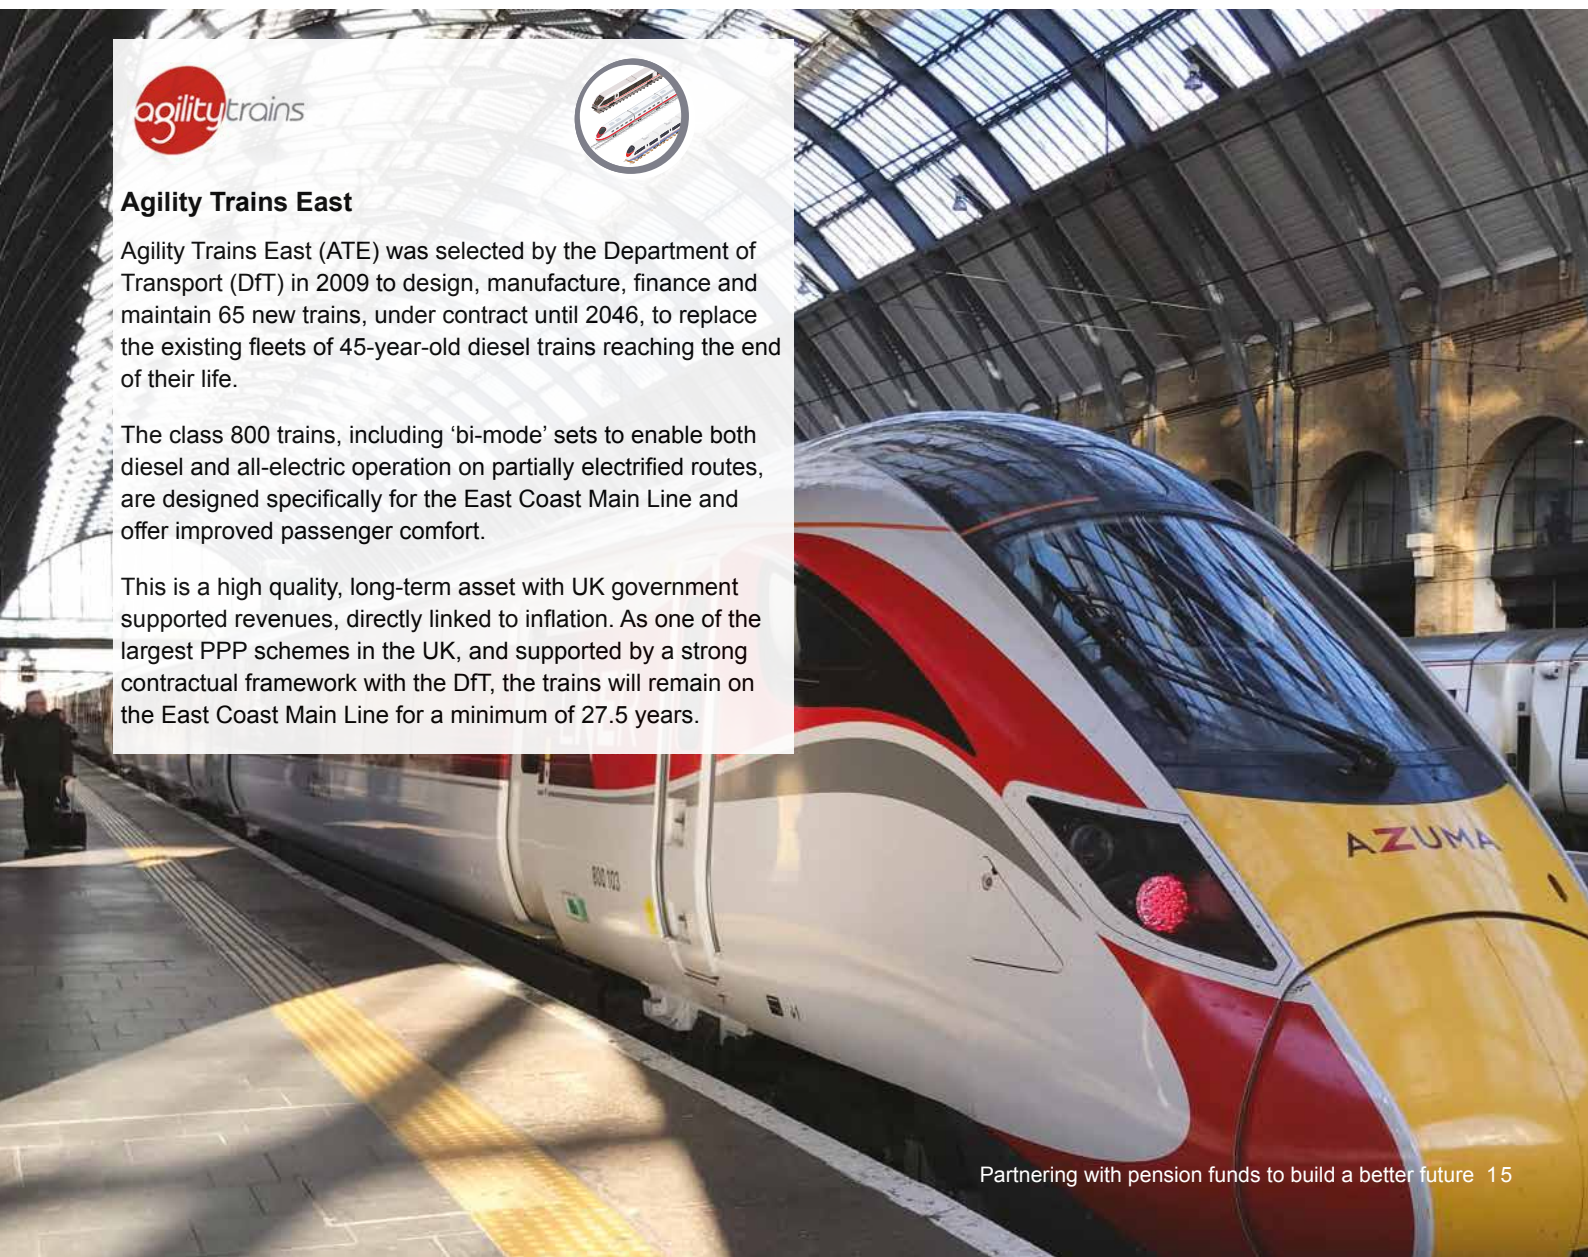 agilitytrains
Agility Trains East
Agility Trains East (ATE) was selected by the Department of
Transport (DfT) in 2009 to design, manufacture, finance and
maintain 65 new trains, under contract until 2046, to replace
the existing fleets of 45-year-old diesel trains reaching the end
of their life.
The class 800 trains, including ‘bi-mode’ sets to enable both
diesel and all-electric operation on partially electrified routes,
are designed specifically for the East Coast Main Line and
offer improved passenger comfort.
This is a high quality, long-term asset with UK government
supported revenues, directly linked to inflation. As one of the
largest PPP schemes in the UK, and supported by a strong
contractual framework with the DfT, the trains will remain on
the East Coast Main Line for a minimum of 27.5 years.
AZUMA
800 103
Partnering with pension funds to build a better future 15